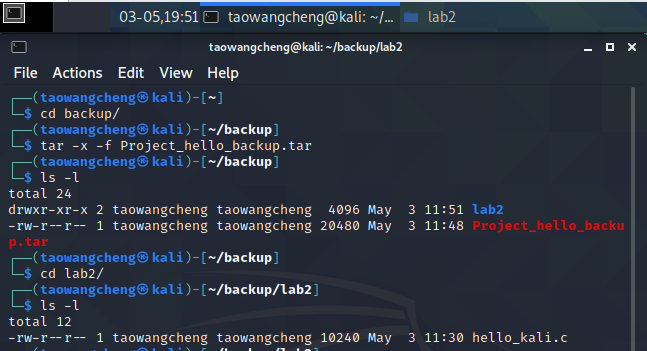 03-05,19:51 taowangcheng@kali: ~/... lab2
taowangcheng@kali: ~/backup/lab2
File Actions Edit View Help
┌──(taowangcheng㉿kali)-[~]
└─$ cd backup/
┌──(taowangcheng㉿kali)-[~/backup]
└─$ tar -x -f Project_hello_backup.tar
┌──(taowangcheng㉿kali)-[~/backup]
└─$ ls -l
total 24
drwxr-xr-x 2 taowangcheng taowangcheng  4096 May  3 11:51 lab2
-rw-r--r-- 1 taowangcheng taowangcheng 20480 May  3 11:48 Project_hello_backu
p.tar
┌──(taowangcheng㉿kali)-[~/backup]
└─$ cd lab2/
┌──(taowangcheng㉿kali)-[~/backup/lab2]
└─$ ls -l
total 12
-rw-r--r-- 1 taowangcheng taowangcheng 10240 May  3 11:30 hello_kali.c